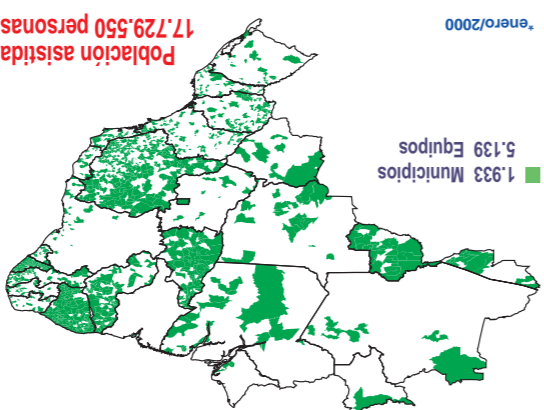 1.933 Municipios
5.139 Equipos
*enero/2000
Población asistida
17.729.550 personas